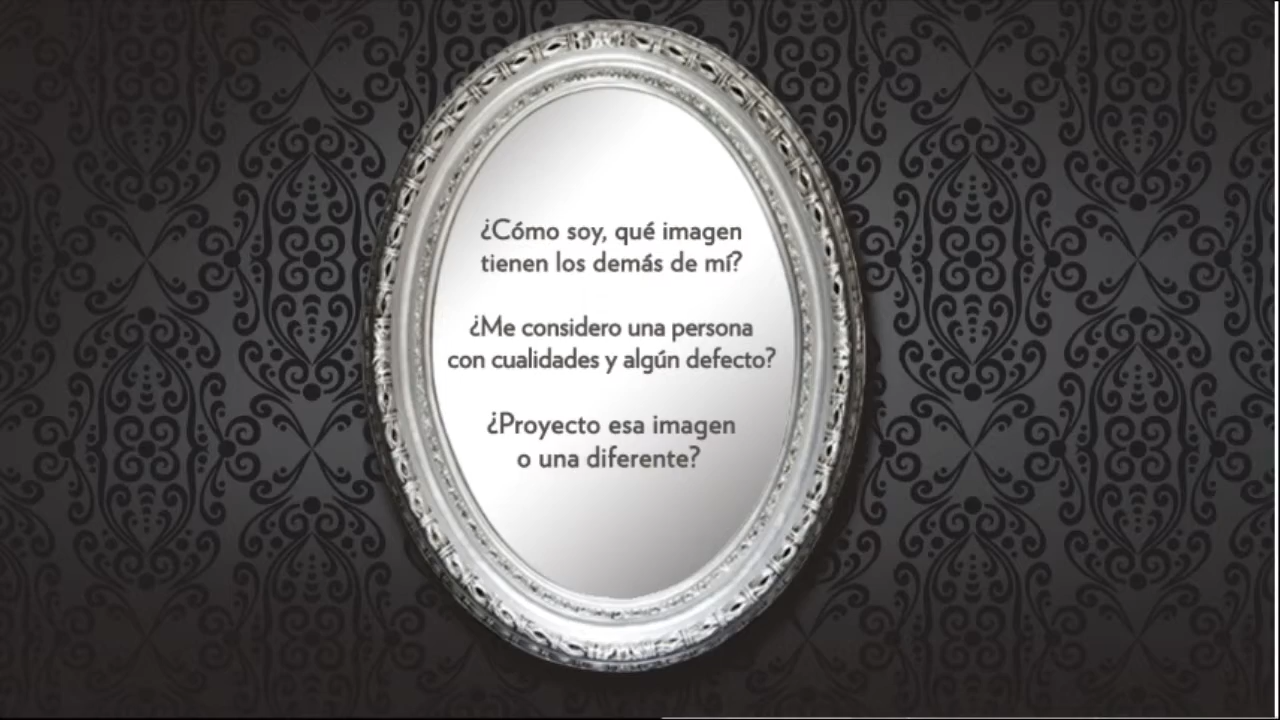 ¿Cómo soy, qué imagen
tienen los demás de mí?
¿Me considero una persona
con cualidades y algún defecto?
¿Proyecto esa imagen
o una diferente?